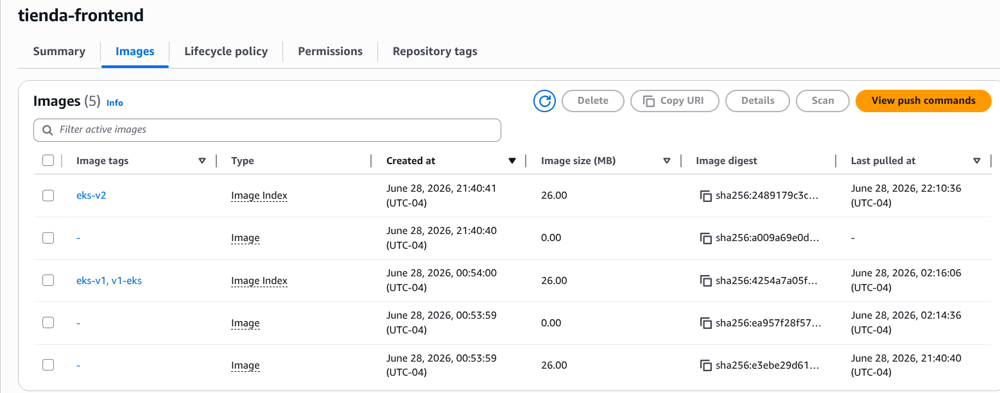 tienda-frontend
Summary Images Lifecycle policy Permissions Repository tags
Images (5) Info Delete Copy URI Details Scan View push commands
Filter active images
Image tags Type Created at Image size (MB) Image digest Last pulled at
eks-v2 Image Index June 28, 2026, 21:40:41 (UTC-04) 26.00 sha256:2489179c3c... June 28, 2026, 22:10:36 (UTC-04)
- Image June 28, 2026, 21:40:40 (UTC-04) 0.00 sha256:a009a69e0d... -
eks-v1, v1-eks Image Index June 28, 2026, 00:54:00 (UTC-04) 26.00 sha256:4254a7a05f... June 28, 2026, 02:16:06 (UTC-04)
- Image June 28, 2026, 00:53:59 (UTC-04) 0.00 sha256:ea957f28f57... June 28, 2026, 02:14:36 (UTC-04)
- Image June 28, 2026, 00:53:59 (UTC-04) 26.00 sha256:e3ebe29d61... June 28, 2026, 21:40:40 (UTC-04)